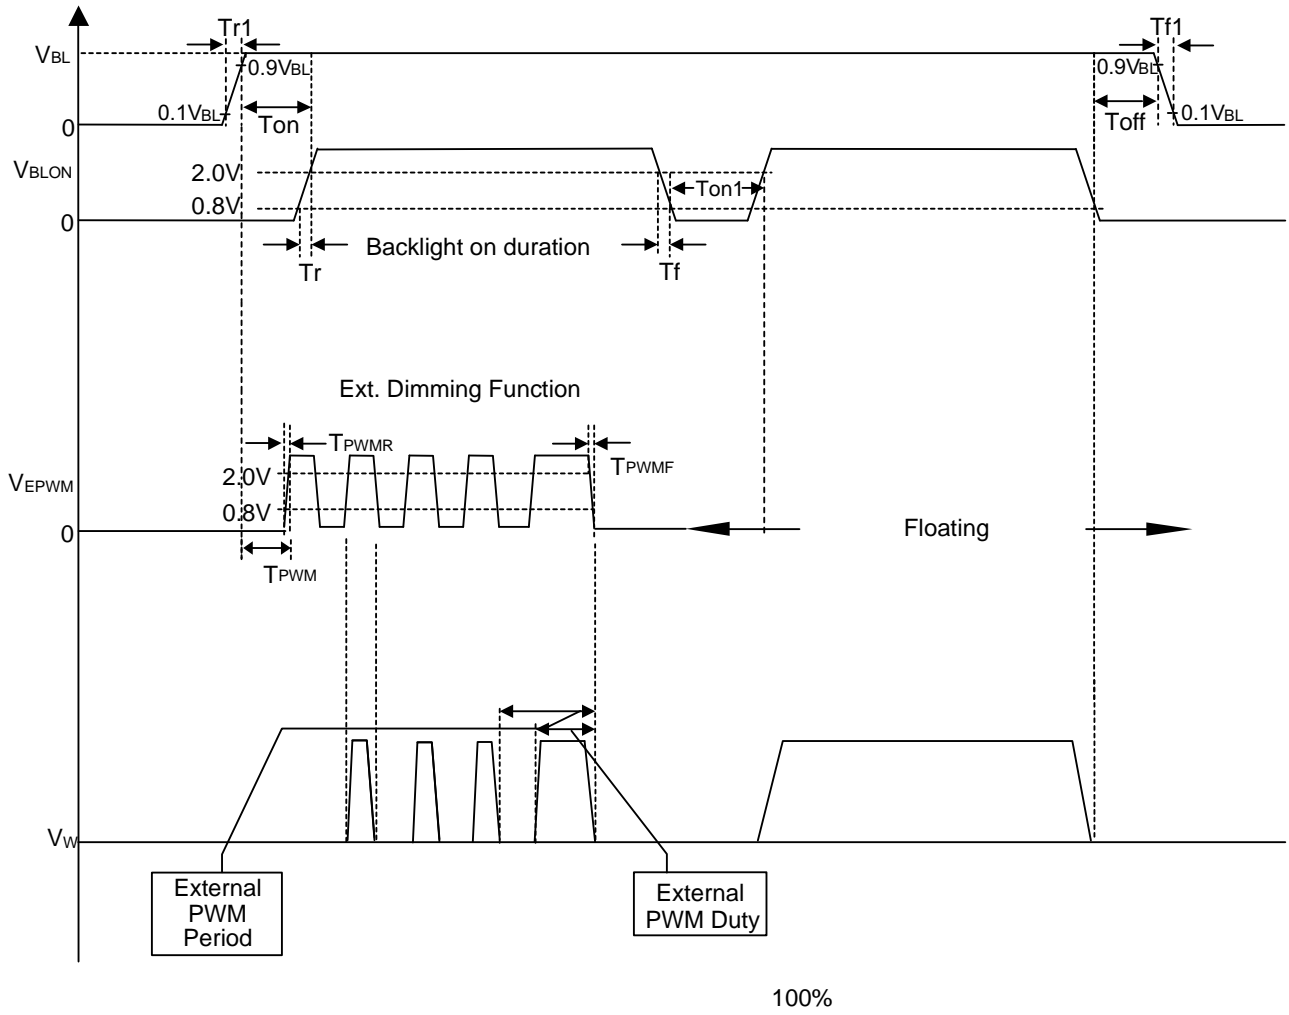 Tr1
Tf1
VBL
0.9VBL
0.9VBL
0.1VBL
0.1VBL
0
Ton
Toff
VBLON
2.0V
Ton1
0.8V
0
Backlight on duration
Tr
Tf
Ext. Dimming Function
TPWMR
TPWMF
2.0V
VEPWM
0.8V
0
Floating
TPWM
VW
External
PWM
Period
External
PWM Duty
100%